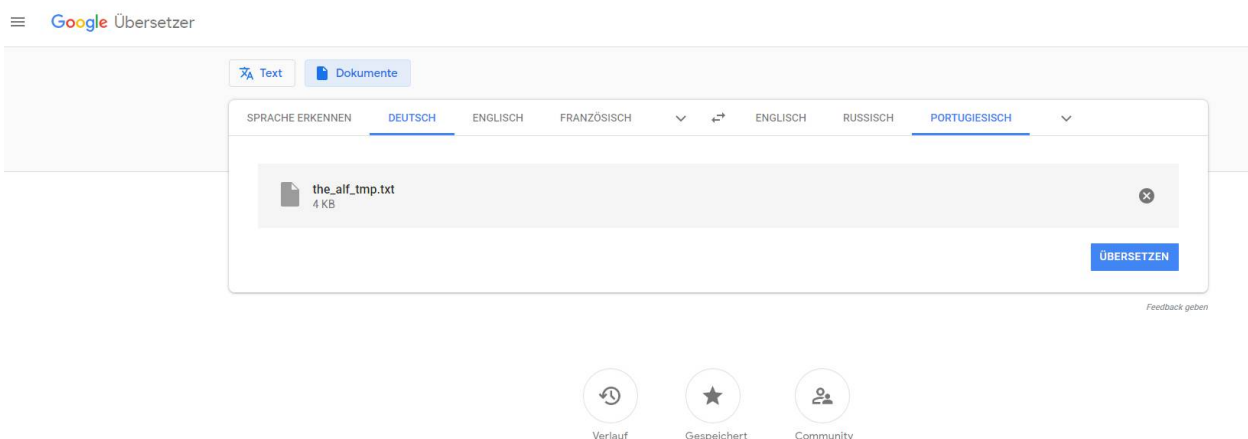 Google Übersetzer
Text Dokumente
SPRACHE ERKENNEN DEUTSCH ENGLISCH FRANZÖSISCH ENGLISCH RUSSISCH PORTUGIESISCH
the_alf_tmp.txt
4 KB
ÜBERSETZEN
Feedback geben
Verlauf Gespeichert Community